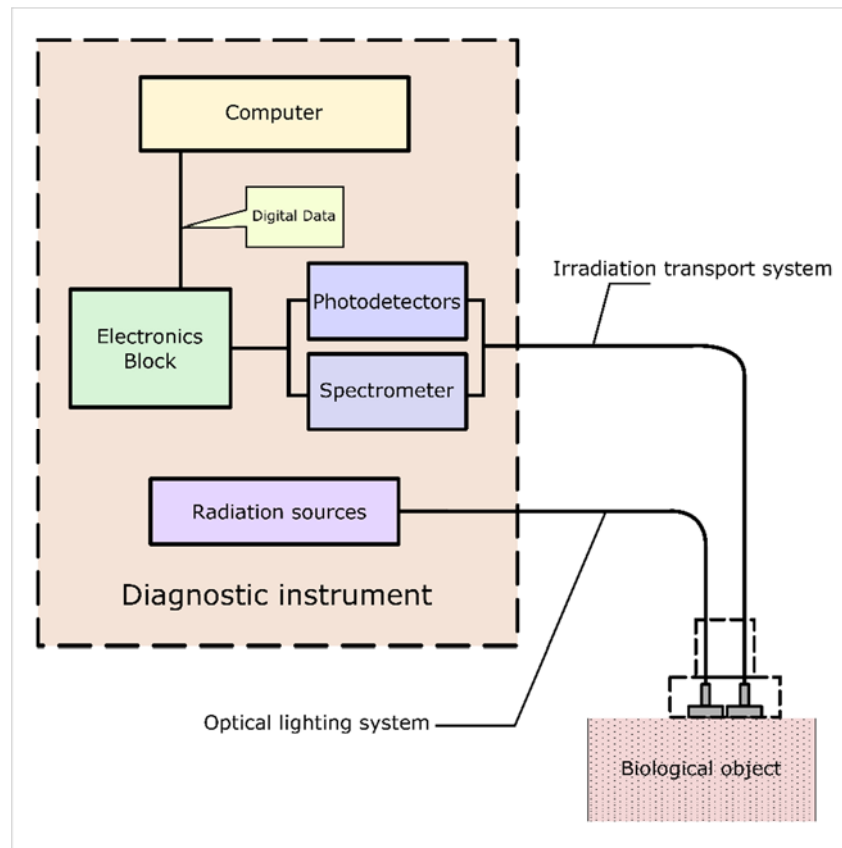 Computer
Digital Data
Irradiation transport system
Photodetectors
Electronics
Block
Spectrometer
Radiation sources
Diagnostic instrument
Optical lighting system
Biological object